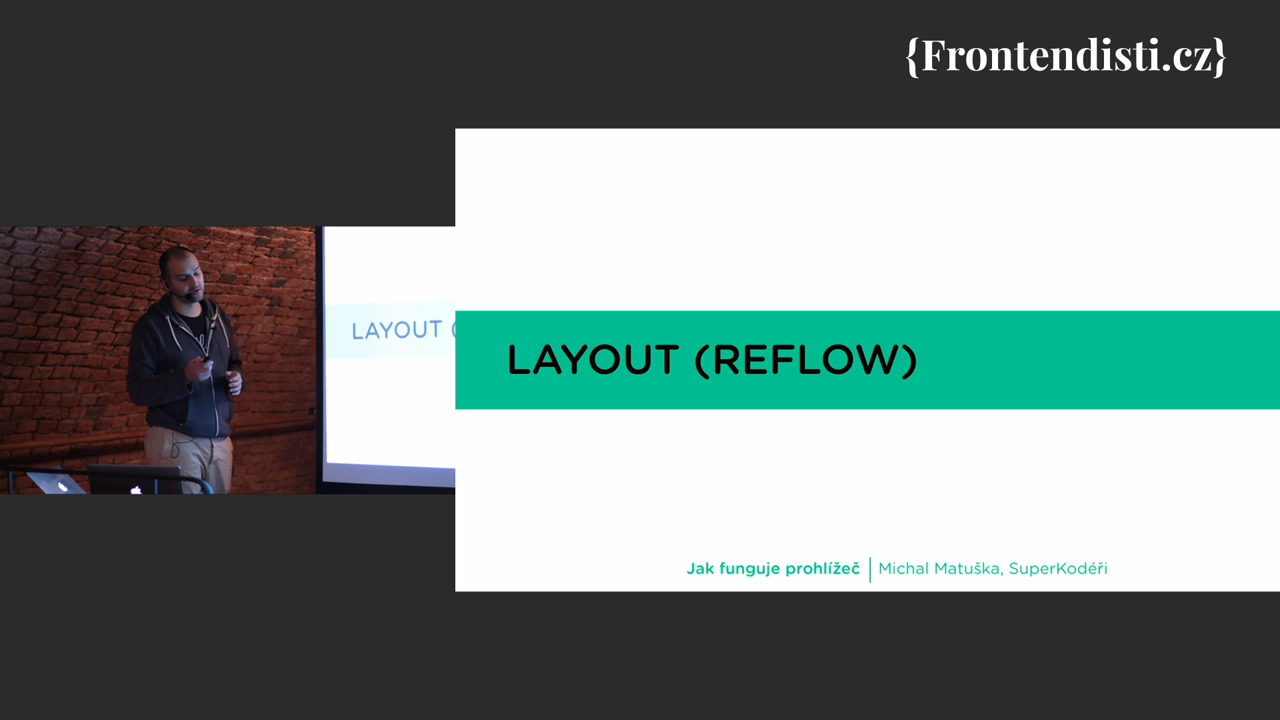 {Frontendisti.cz}
LAYOUT (
LAYOUT (REFLOW)
Jak funguje prohlížeč | Michal Matuška, SuperKodéři